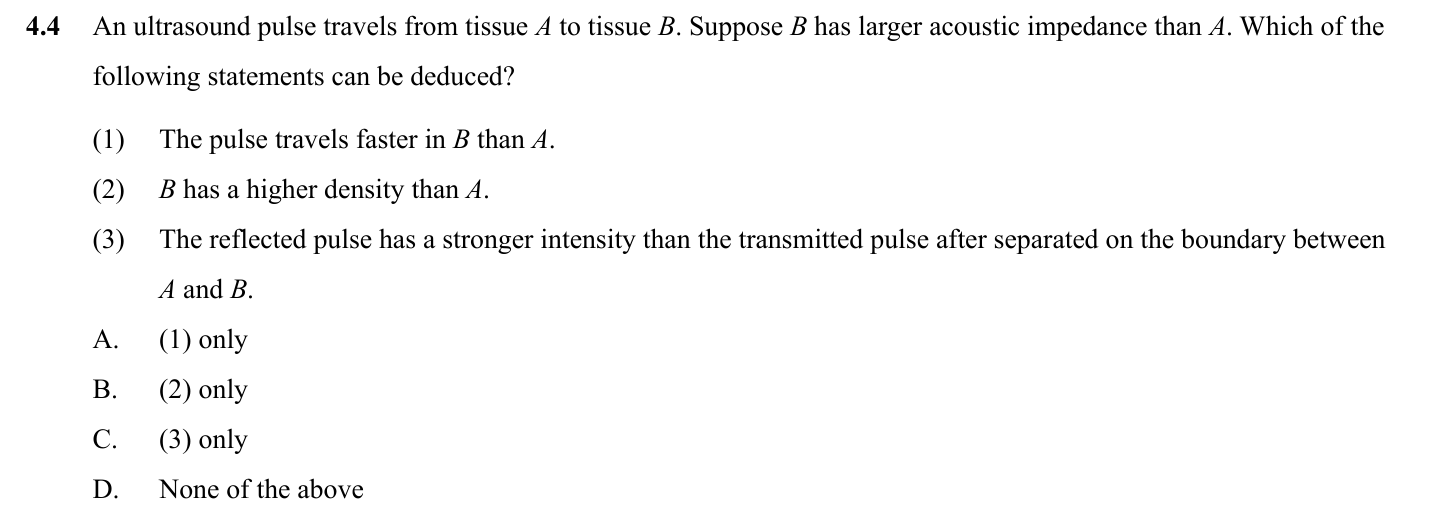 4.4 An ultrasound pulse travels from tissue A to tissue B. Suppose B has larger acoustic impedance than A. Which of the
following statements can be deduced?
(1) The pulse travels faster in B than A.
(2) B has a higher density than A.
(3) The reflected pulse has a stronger intensity than the transmitted pulse after separated on the boundary between
A and B.
A. (1) only
B. (2) only
C. (3) only
D. None of the above